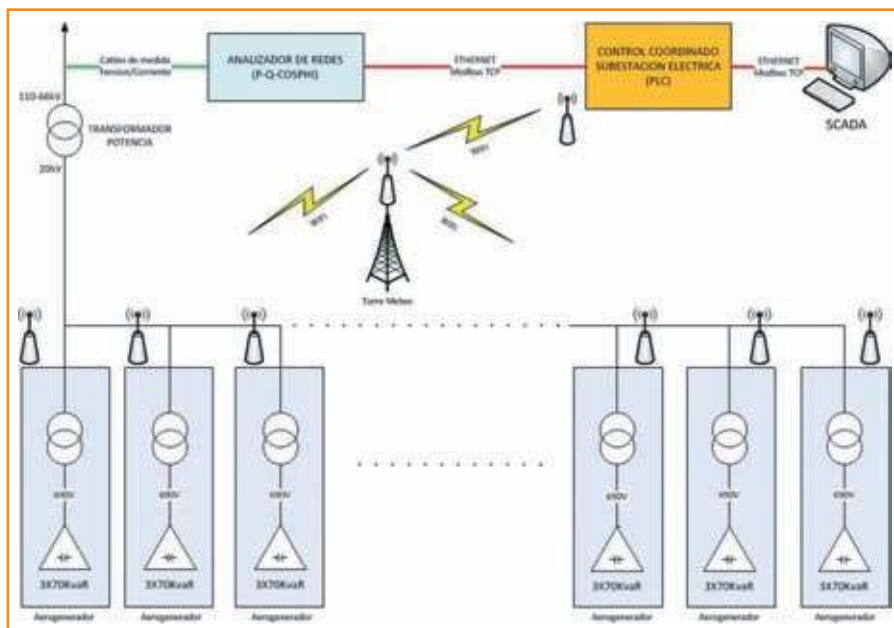 Cables de medida
Tension/Corriente
ANALIZADOR DE REDES
(P-Q-COSPHI)
ETHERNET
Modbus TCP
CONTROL COORDINADO
SUBESTACION ELECTRICA
(PLC)
ETHERNET
Modbus TCP
SCADA
110-66kV
TRANSFORMADOR
POTENCIA
20kV
WIFI
WIFI
WIFI
Torre Meteo
690V
690V
690V
690V
690V
690V
3X70KvaR
3X70KvaR
3X70KvaR
3X70KvaR
3X70KvaR
3X70KvaR
Aerogenerador
Aerogenerador
Aerogenerador
Aerogenerador
Aerogenerador
Aerogenerador